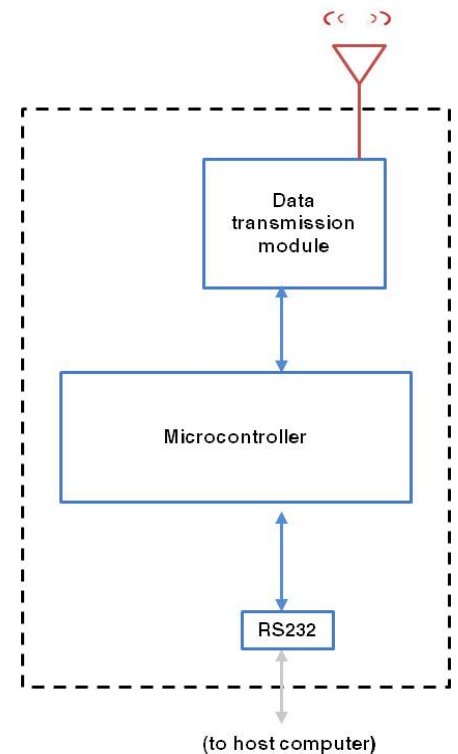 Data
transmission
module
Microcontroller
RS232
(to host computer)